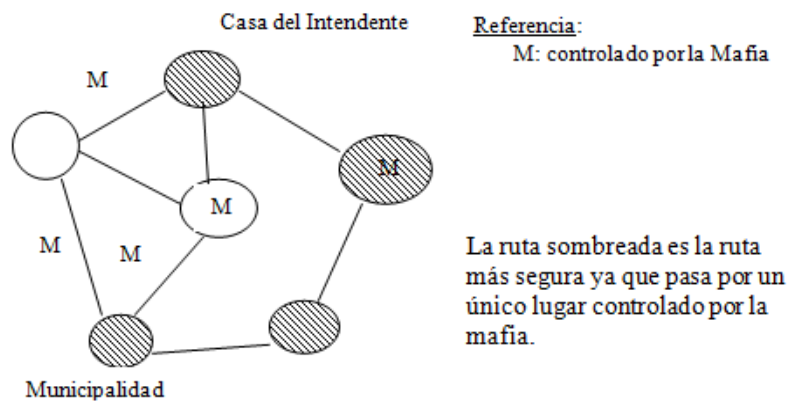 Casa del Intendente
Referencia:
M: controlado por la Mafia
M
M
M
M
M
La ruta sombreada es la ruta
más segura ya que pasa por un
único lugar controlado por la
mafia.
Municipalidad